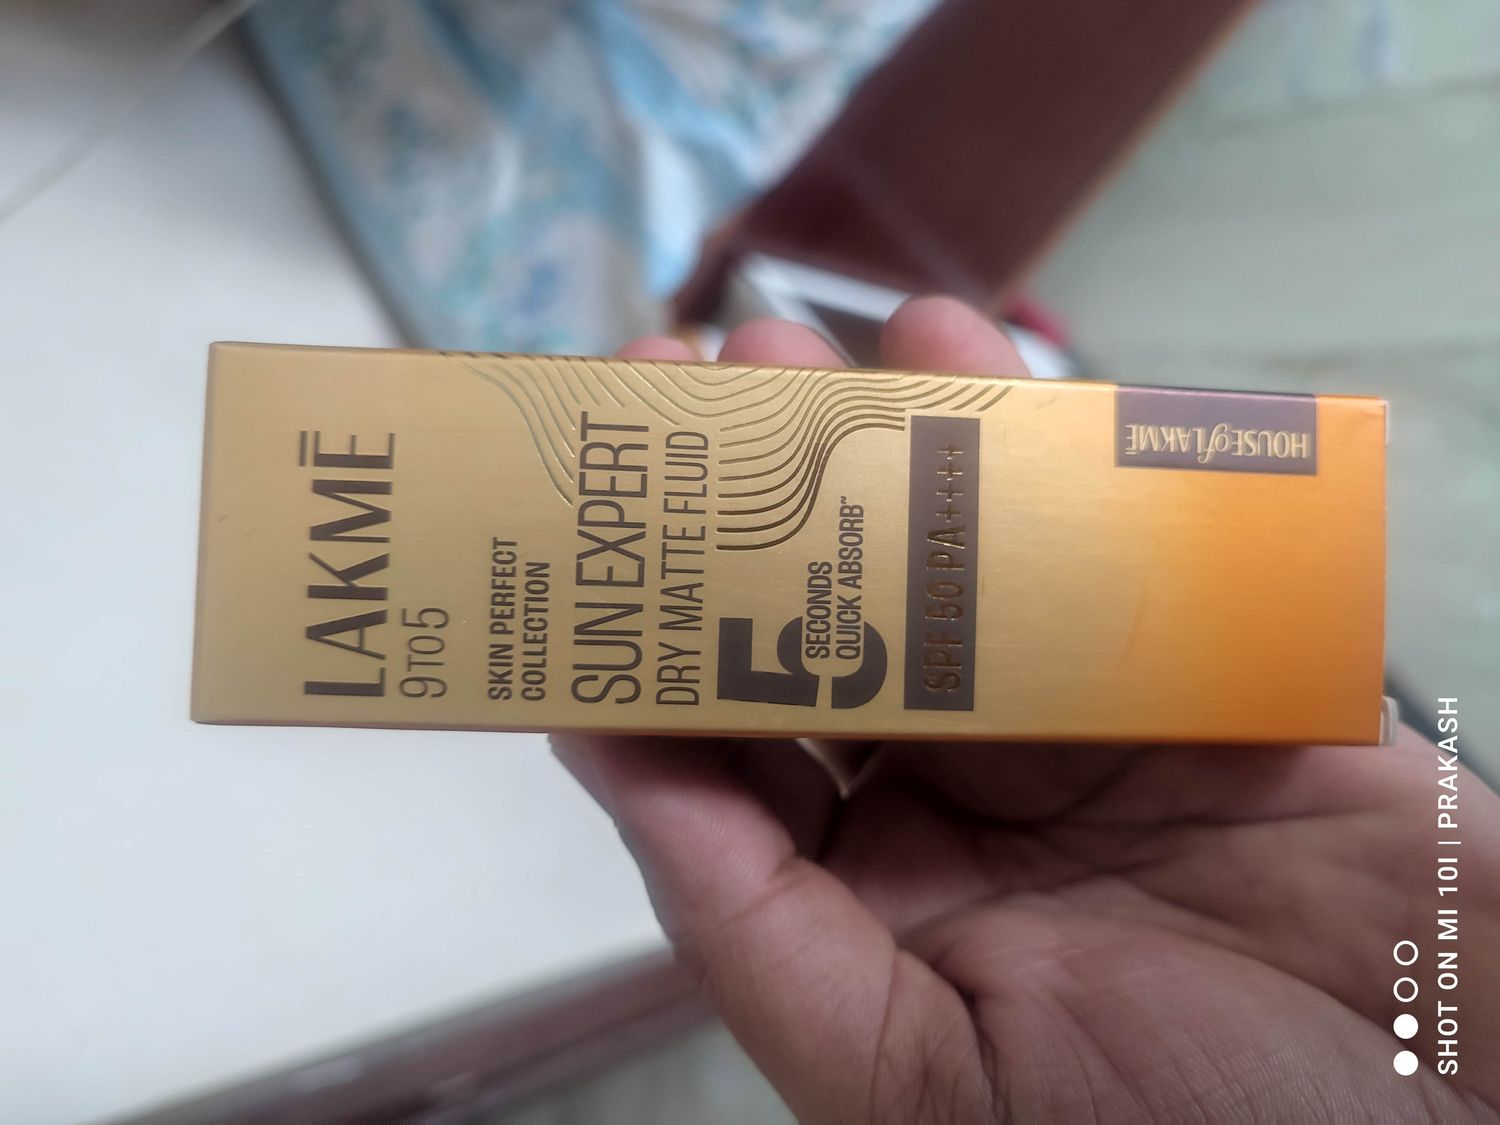 LAKMĒ
9TO5
SKIN PERFECT
COLLECTION
SUN EXPERT
DRY MATTE FLUID
5
SECONDS
QUICK ABSORB~
SPF 50 PA++++
HOUSE of LAKMĒ
SHOT ON MI 10I | PRAKASH